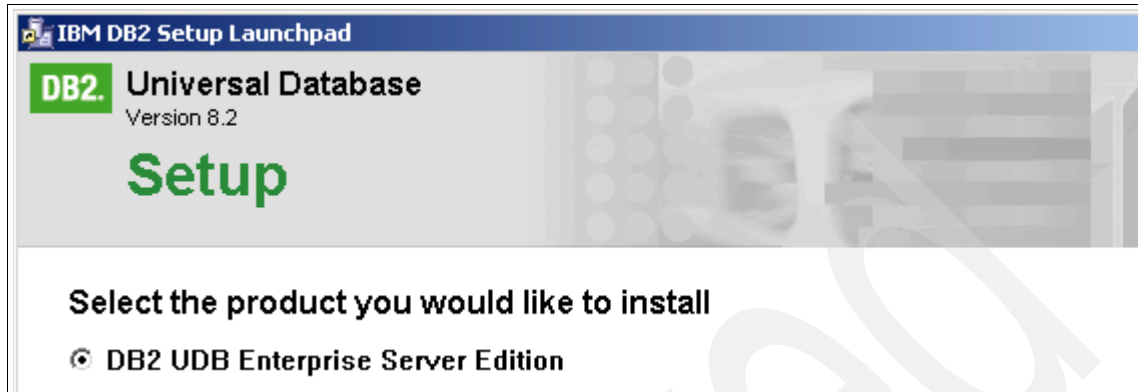 IBM DB2 Setup Launchpad
DB2.
Universal Database
Version 8.2
Setup
Select the product you would like to install
DB2 UDB Enterprise Server Edition